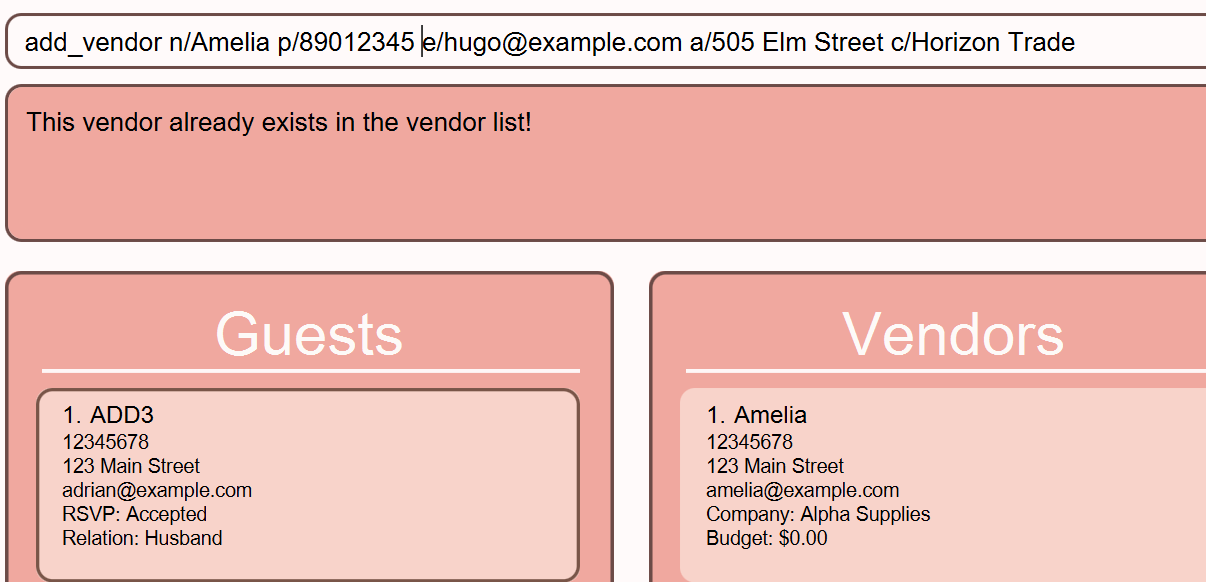 add_vendor n/Amelia p/89012345 e/hugo@example.com a/505 Elm Street c/Horizon Trade
This vendor already exists in the vendor list!
Guests
1. ADD3
12345678
123 Main Street
adrian@example.com
RSVP: Accepted
Relation: Husband
Vendors
1. Amelia
12345678
123 Main Street
amelia@example.com
Company: Alpha Supplies
Budget: $0.00